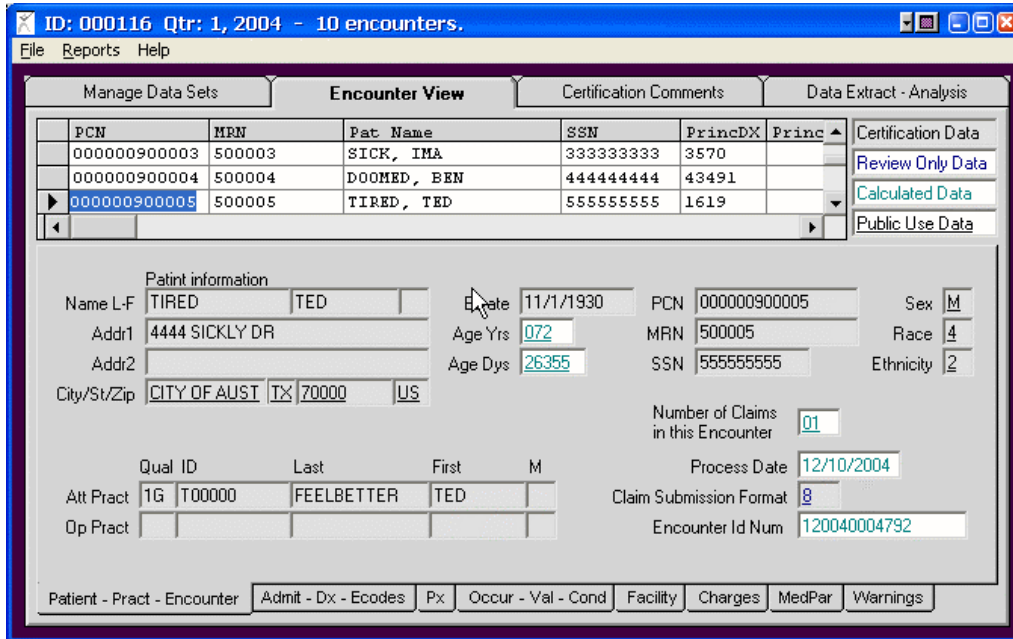 ID: 000116 Qtr: 1, 2004 - 10 encounters.
File Reports Help
Manage Data Sets Encounter View Certification Comments Data Extract - Analysis
PCN MRN Pat Name SSN PrincDX Princ
000000900003 500003 SICK, IMA 333333333 3570
000000900004 500004 DOOMED, BEN 444444444 43491
000000900005 500005 TIRED, TED 555555555 1619
Certification Data
Review Only Data
Calculated Data
Public Use Data
Patint information
Name L-F TIRED TED 11/1/1930 PCN 000000900005 Sex M
Addr1 4444 SICKLY DR Age Yrs 072 MRN 500005 Race 4
Addr2 Age Dys 26355 SSN 555555555 Ethnicity 2
City/St/Zip CITY OF AUST TX 70000 US
Number of Claims
in this Encounter 01
Qual ID Last First M Process Date 12/10/2004
Att Pract 1G T00000 FEELBETTER TED Claim Submission Format 8
Op Pract Encounter Id Num 120040004792
Patient - Pract - Encounter Admit - Dx - Ecodes Px Occur - Val - Cond Facility Charges MedPar Warnings